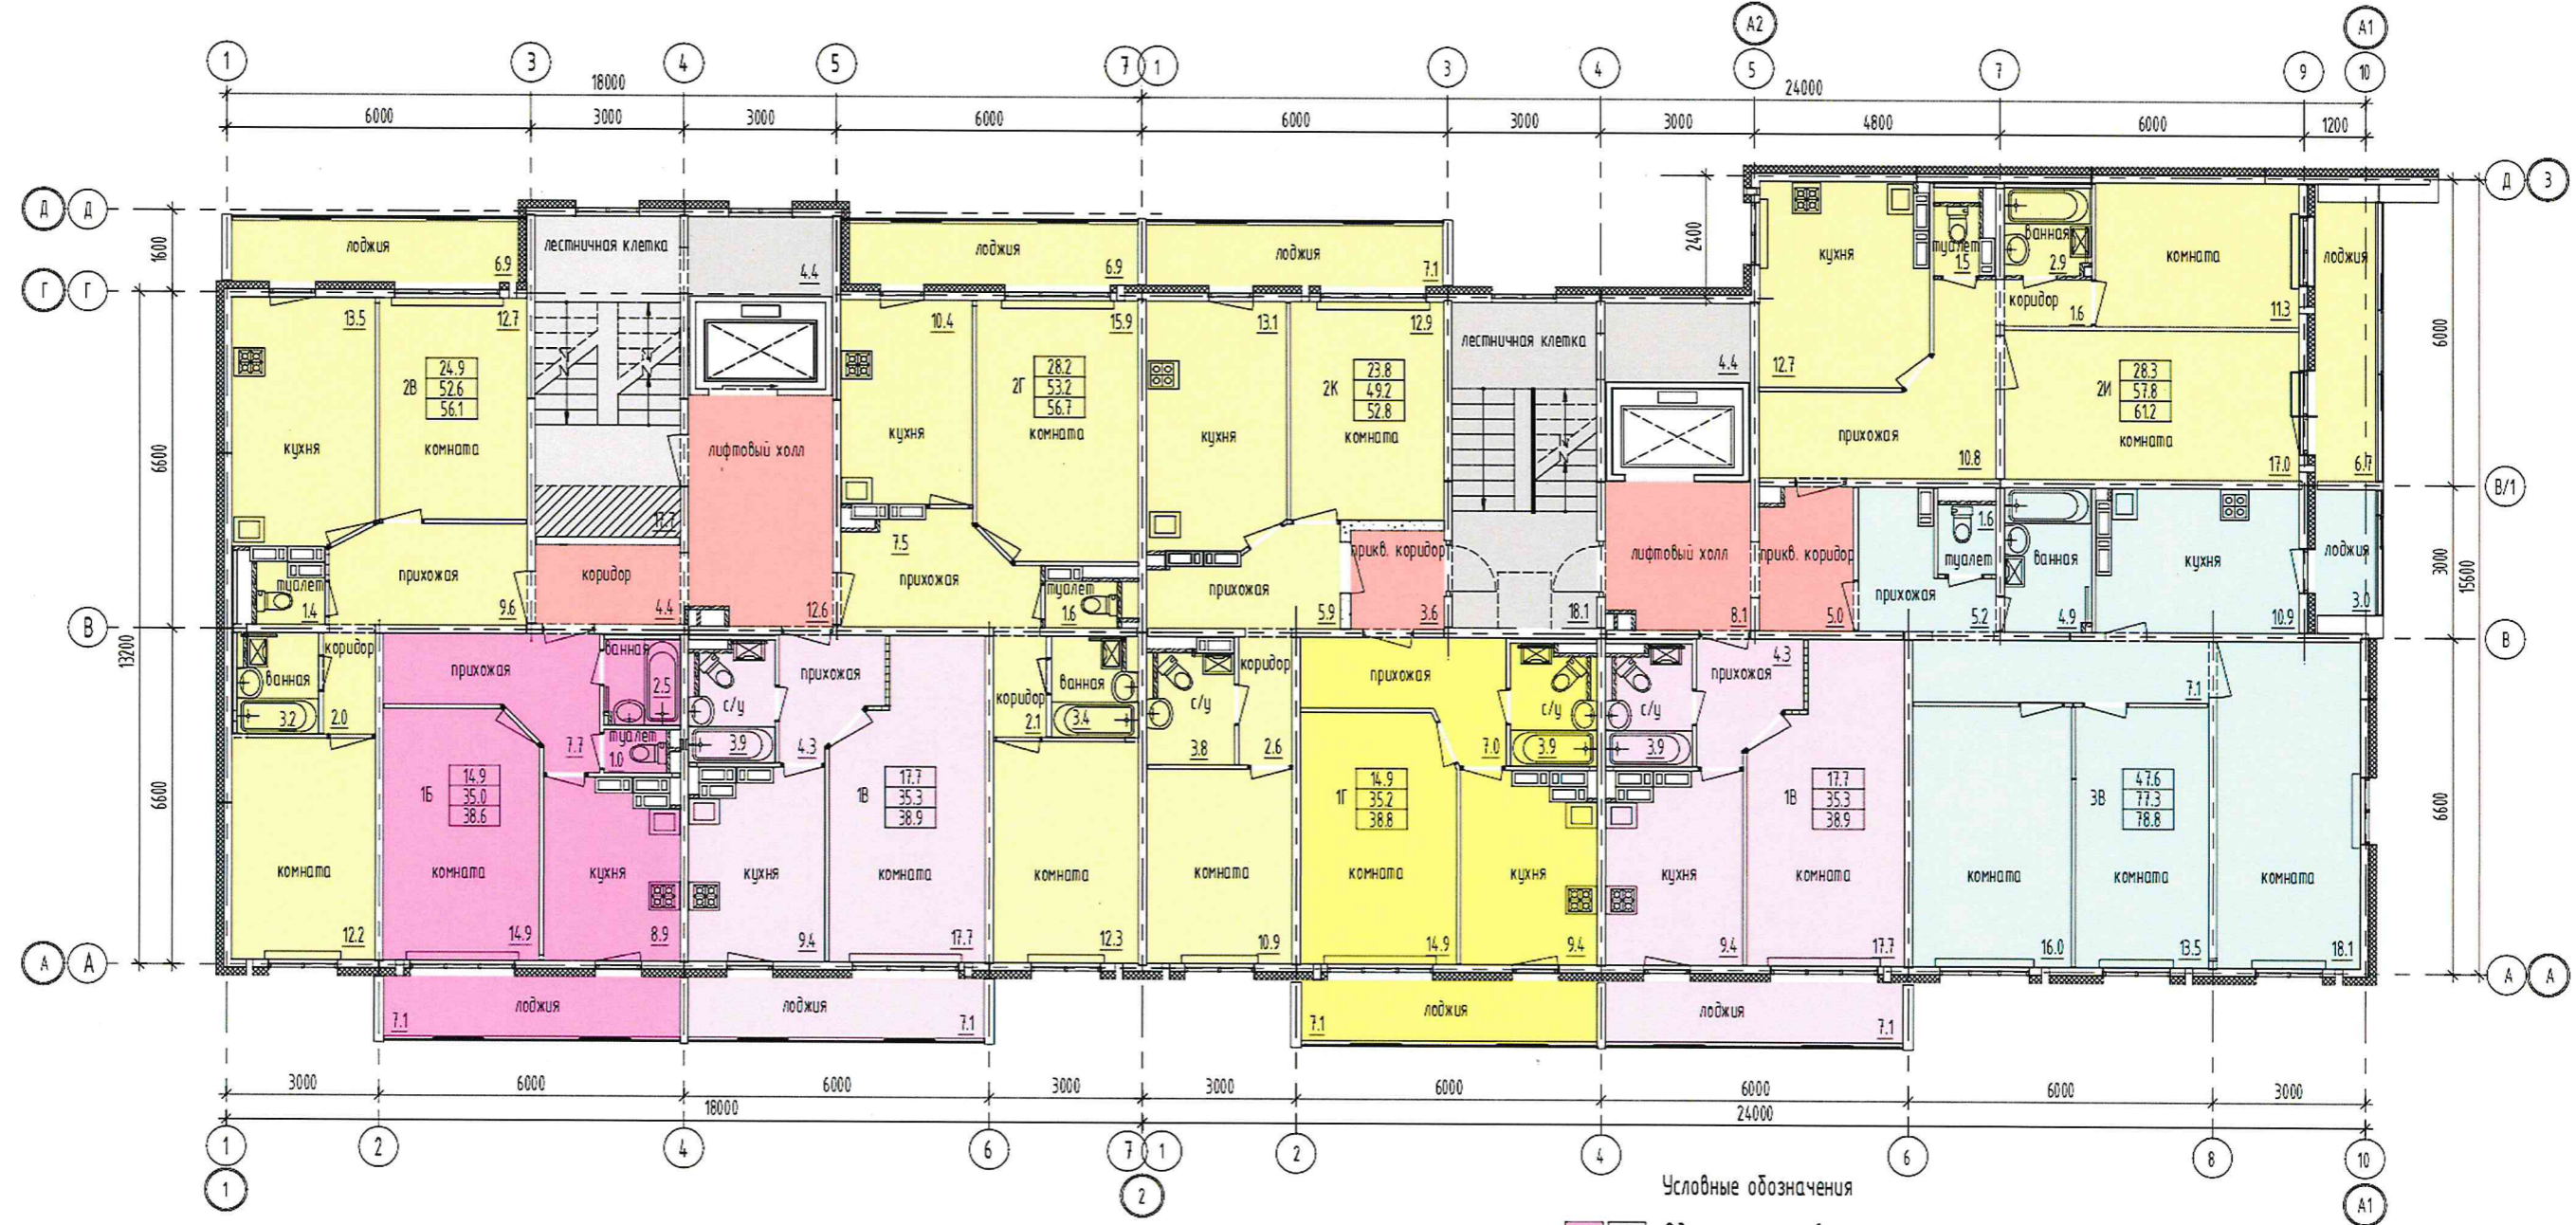 А2 А1
1 3 4 5 7 1 3 4 5 7 9 10
18000 24000
6000 3000 3000 6000 6000 3000 3000 4800 6000 1200
Д Д
Д 3
лоджия 6.9
лестничная клетка
4.4
лоджия 6.9
лоджия 7.1
1600
2400
кухня
туалет 1.5
ванная 2.9
комната
лоджия
Г Г
коридор 1.6
11.3
13.5 12.7
10.4 15.9
13.1 12.9
лестничная клетка
4.4
12.7
6000
2В
24.9
52.6
56.1
2Г
28.2
53.2
56.7
2К
23.8
49.2
52.8
2И
28.3
57.8
61.2
кухня комната
лифтовый холл
кухня комната
кухня комната
прихожая
комната
10.8 17.0 6.7
6600
В/1
17.7
7.5
прихожая
коридор
прихожая
прикв. коридор
лифтовый холл
прикв. коридор
1.6
туалет
ванная
кухня
лоджия
туалет 1.4
9.6 4.4 12.6
туалет 1.6
прихожая
5.9 3.6 18.1 8.1 5.0
прихожая
5.2 4.9 10.9 3.0
3000
15600
В
В
13200
ванная 3.2
коридор 2.0
прихожая
ванная 2.5
с/у 3.9
прихожая 4.3
коридор 2.1
ванная 3.4
с/у 3.8
коридор 2.6
прихожая 7.0
с/у 3.9
с/у 3.9
прихожая 4.3
7.1
7.7
туалет 1.0
1Б
14.9
35.0
38.6
1В
17.7
35.3
38.9
1Г
14.9
35.2
38.8
1В
17.7
35.3
38.9
3В
47.6
77.3
78.8
6600
6600
комната комната кухня кухня комната комната комната комната кухня кухня комната комната комната комната
12.2 14.9 8.9 9.4 17.7 12.3 10.9 14.9 9.4 9.4 17.7 16.0 13.5 18.1
А А
А А
7.1 лоджия
лоджия 7.1
7.1 лоджия
лоджия 7.1
3000 6000 6000 3000 3000 6000 6000 6000 3000
18000 24000
1 2 4 6 7 1 2 4 6 8 10
1 2 А1
Условные обозначения